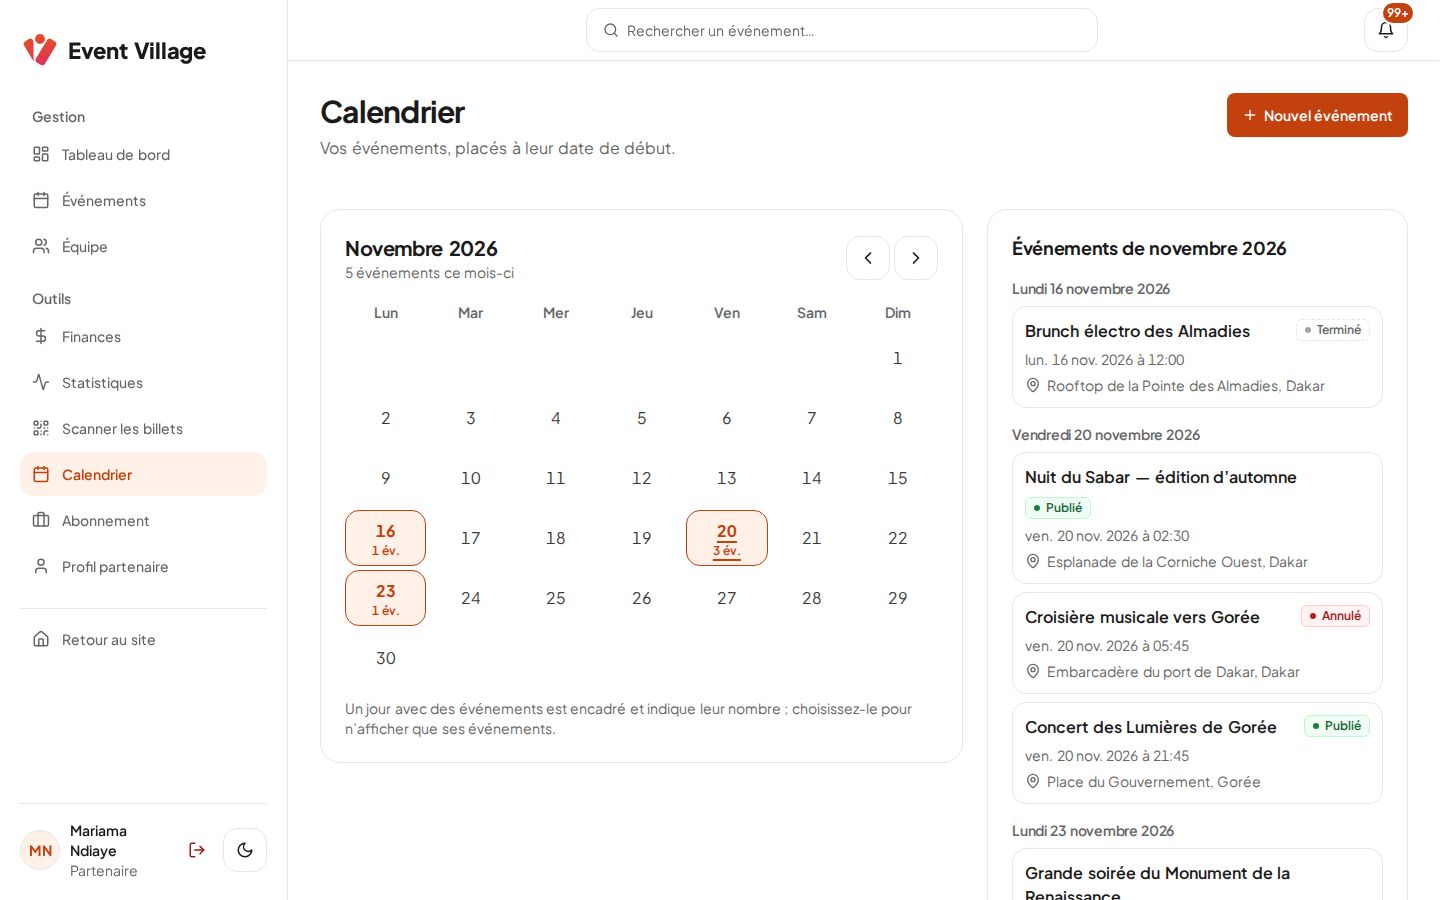 Event Village
Gestion
Tableau de bord
Événements
Équipe
Outils
Finances
Statistiques
Scanner les billets
Calendrier
Abonnement
Profil partenaire
Retour au site
MN
Mariama
Ndiaye
Partenaire
Rechercher un événement…
99+
Calendrier
Vos événements, placés à leur date de début.
Nouvel événement
Novembre 2026
5 événements ce mois-ci
Lun Mar Mer Jeu Ven Sam Dim
1
2 3 4 5 6 7 8
9 10 11 12 13 14 15
16 17 18 19 20 21 22
1 év. 3 év.
23 24 25 26 27 28 29
1 év.
30
Un jour avec des événements est encadré et indique leur nombre ; choisissez-le pour
n’afficher que ses événements.
Événements de novembre 2026
Lundi 16 novembre 2026
Brunch électro des Almadies Terminé
lun. 16 nov. 2026 à 12:00
Rooftop de la Pointe des Almadies, Dakar
Vendredi 20 novembre 2026
Nuit du Sabar — édition d’automne
Publié
ven. 20 nov. 2026 à 02:30
Esplanade de la Corniche Ouest, Dakar
Croisière musicale vers Gorée Annulé
ven. 20 nov. 2026 à 05:45
Embarcadère du port de Dakar, Dakar
Concert des Lumières de Gorée Publié
ven. 20 nov. 2026 à 21:45
Place du Gouvernement, Gorée
Lundi 23 novembre 2026
Grande soirée du Monument de la
Renaissance